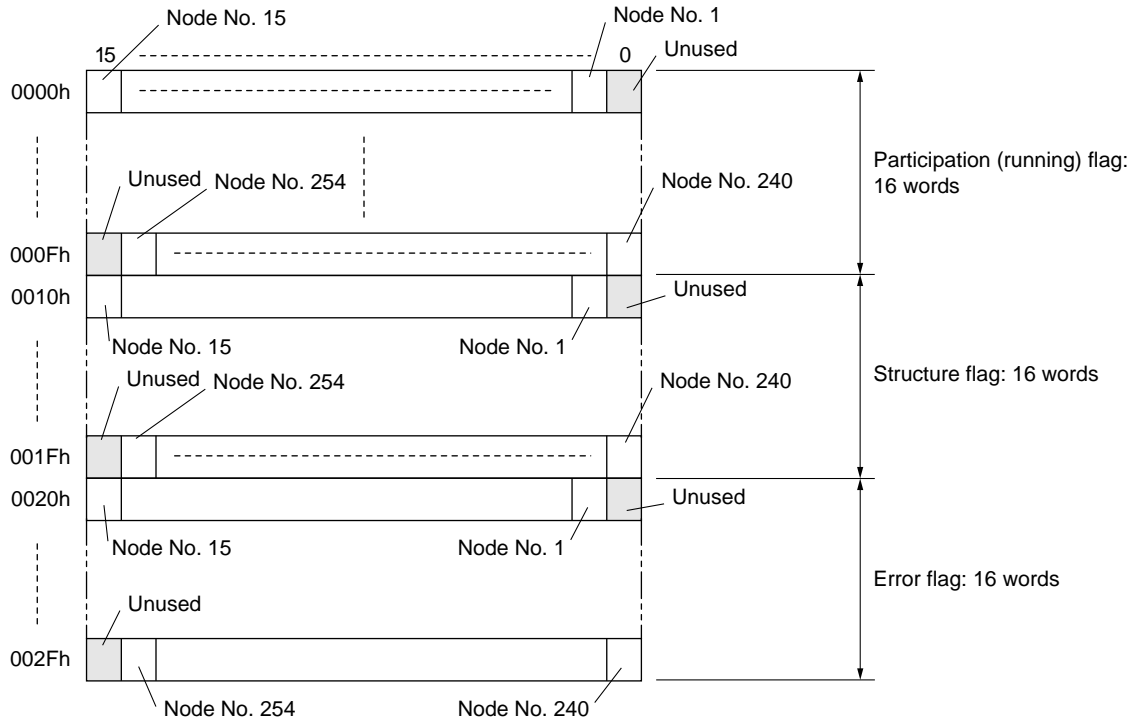 Node No. 15
Node No. 1
15
0
Unused
0000h
Participation (running) flag:
16 words
Unused
Node No. 254
Node No. 240
000Fh
0010h
Unused
Node No. 15
Node No. 1
Structure flag: 16 words
Unused
Node No. 254
Node No. 240
001Fh
0020h
Unused
Node No. 15
Node No. 1
Error flag: 16 words
Unused
002Fh
Node No. 254
Node No. 240